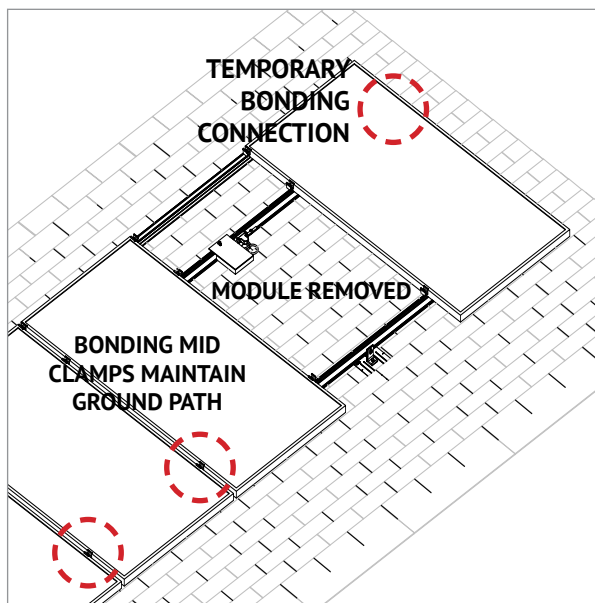 TEMPORARY
BONDING
CONNECTION
MODULE REMOVED
BONDING MID
CLAMPS MAINTAIN
GROUND PATH